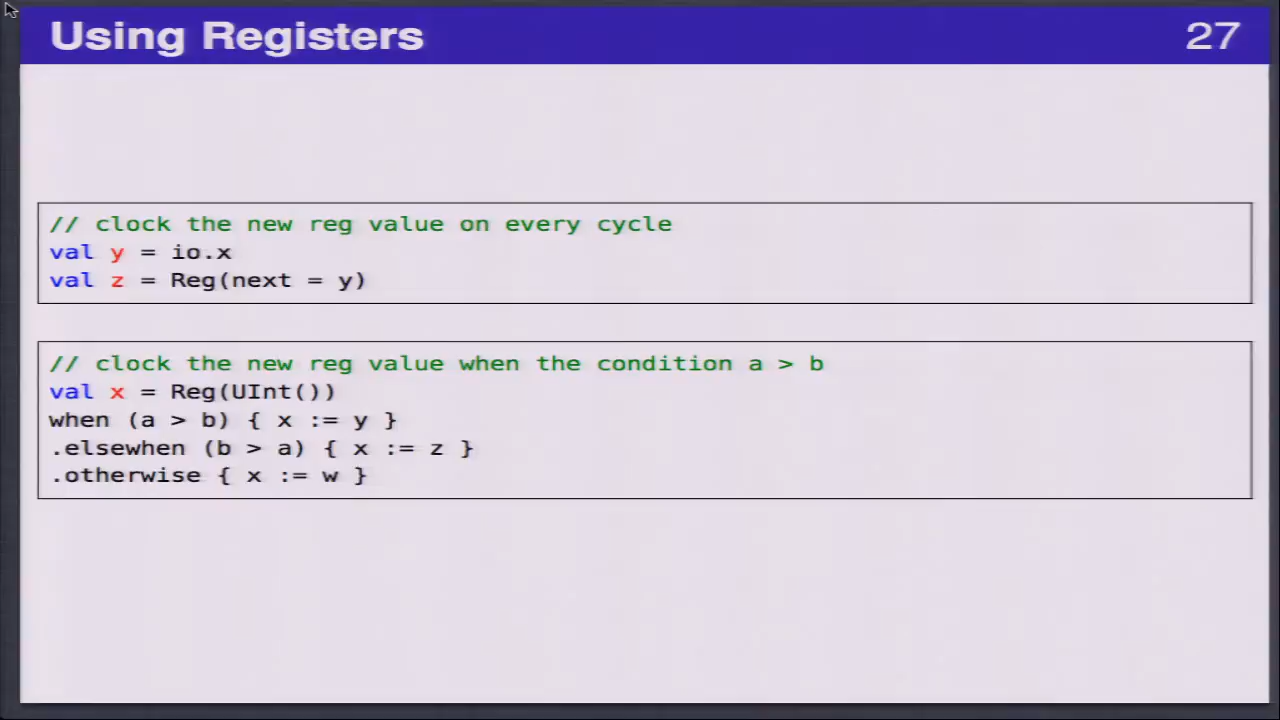 Using Registers
27
// clock the new reg value on every cycle
val y = io.x
val z = Reg(next = y)
// clock the new reg value when the condition a > b
val x = Reg(UInt())
when (a > b) { x := y }
.elsewhen (b > a) { x := z }
.otherwise { x := w }